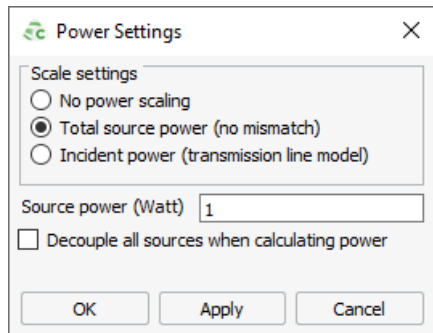 Power Settings
Scale settings
No power scaling
Total source power (no mismatch)
Incident power (transmission line model)
Source power (Watt) 1
Decouple all sources when calculating power
OK Apply Cancel